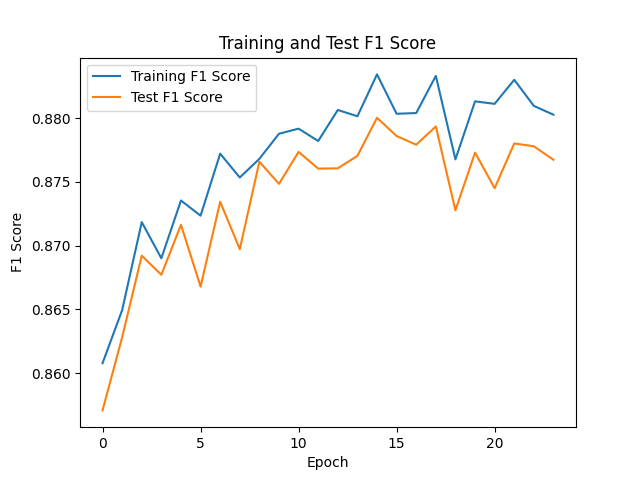 Training and Test F1 Score
Training F1 Score
Test F1 Score
0.880
0.875
0.870
0.865
0.860
F1 Score
0 5 10 15 20
Epoch